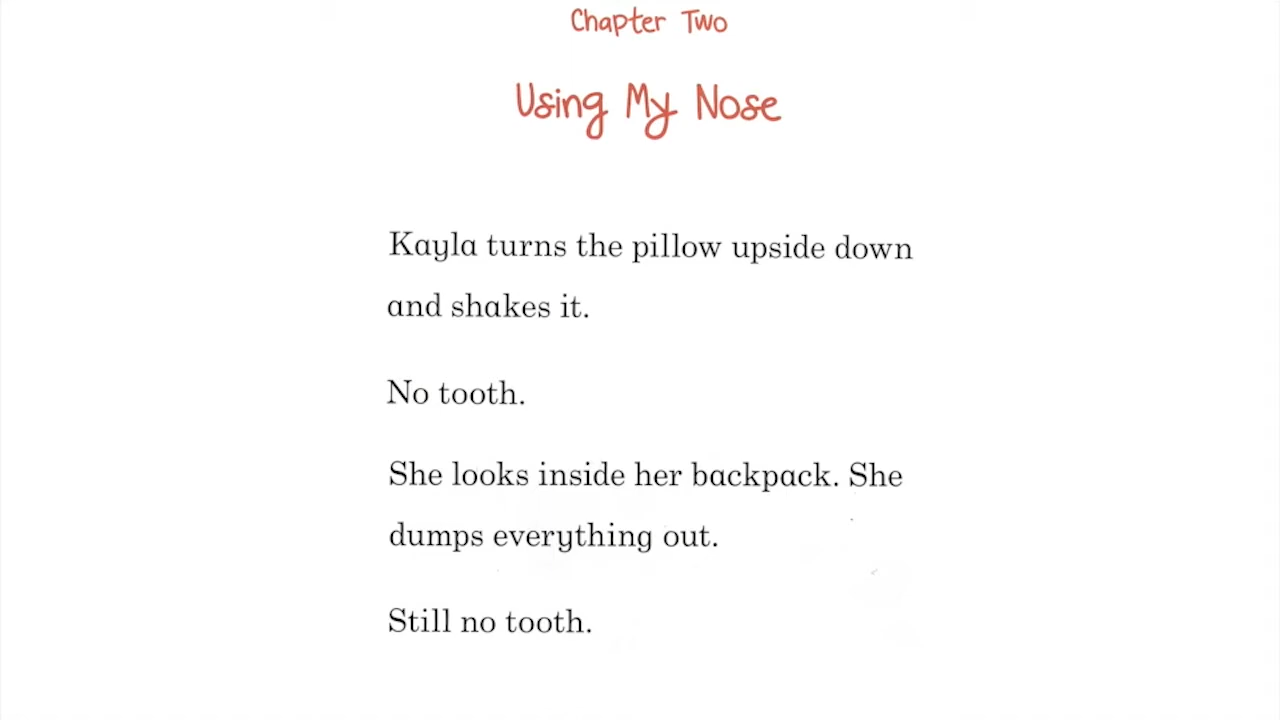 Chapter Two
Using My Nose
Kayla turns the pillow upside down
and shakes it.
No tooth.
She looks inside her backpack. She
dumps everything out.
Still no tooth.